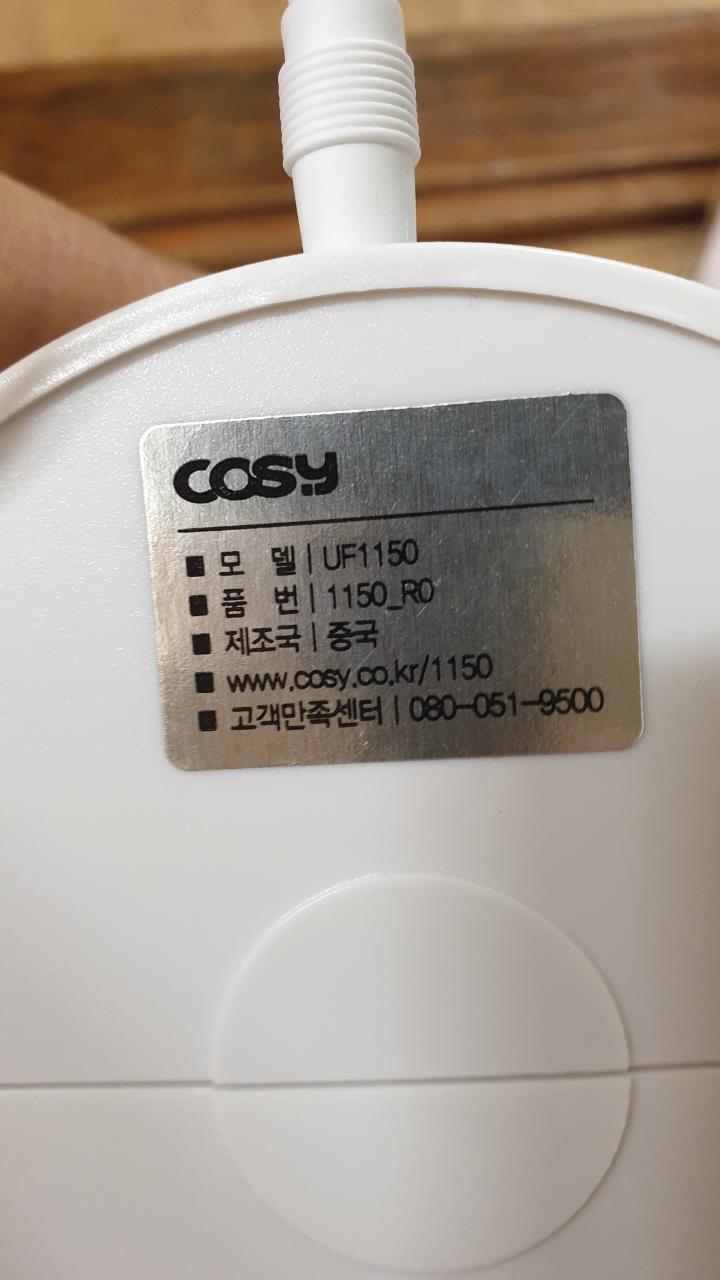 cosy
■ 모 델 | UF1150
■ 품 번 | 1150_R0
■ 제조국 | 중국
■ www.cosy.co.kr/1150
■ 고객만족센터 | 080-051-9500